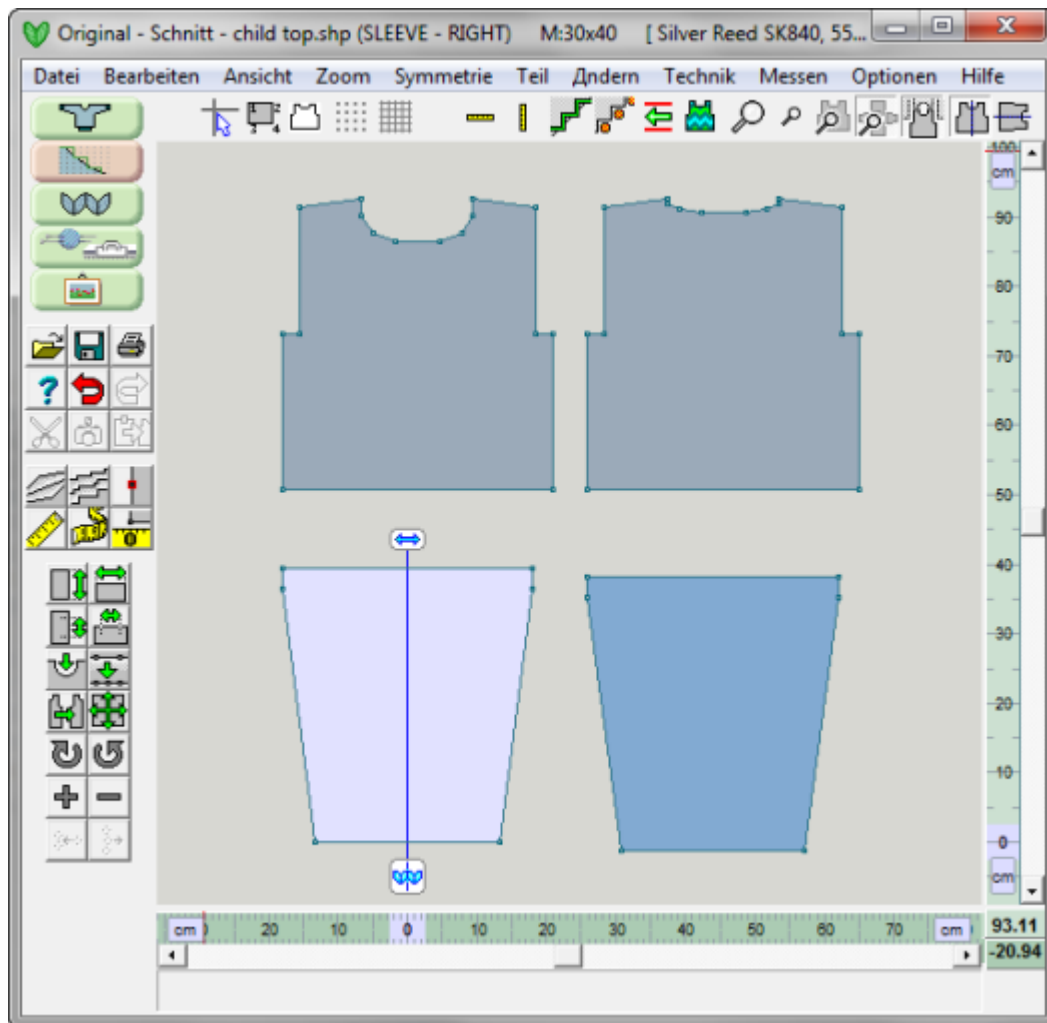 Original - Schnitt - child top.shp (SLEEVE - RIGHT) M:30x40 [ Silver Reed SK840, 55...
Datei Bearbeiten Ansicht Zoom Symmetrie Teil Дndern Technik Messen Optionen Hilfe
100
cm
90
80
70
60
50
40
30
20
10
0
cm
cm 20 10 0 10 20 30 40 50 60 70 cm
93.11
-20.94